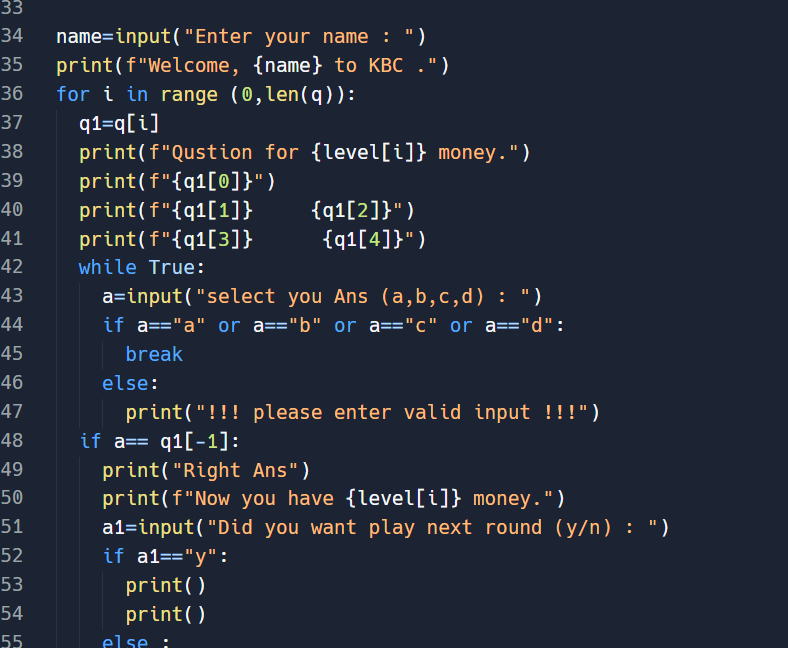 33
34 name=input("Enter your name : ")
35 print(f"Welcome, {name} to KBC .")
36 for i in range (0,len(q)):
37   q1=q[i]
38   print(f"Qustion for {level[i]} money.")
39   print(f"{q1[0]}")
40   print(f"{q1[1]}     {q1[2]}")
41   print(f"{q1[3]}      {q1[4]}")
42   while True:
43     a=input("select you Ans (a,b,c,d) : ")
44     if a=="a" or a=="b" or a=="c" or a=="d":
45       break
46     else:
47       print("!!! please enter valid input !!!")
48   if a== q1[-1]:
49     print("Right Ans")
50     print(f"Now you have {level[i]} money.")
51     a1=input("Did you want play next round (y/n) : ")
52     if a1=="y":
53       print()
54       print()
55     else :